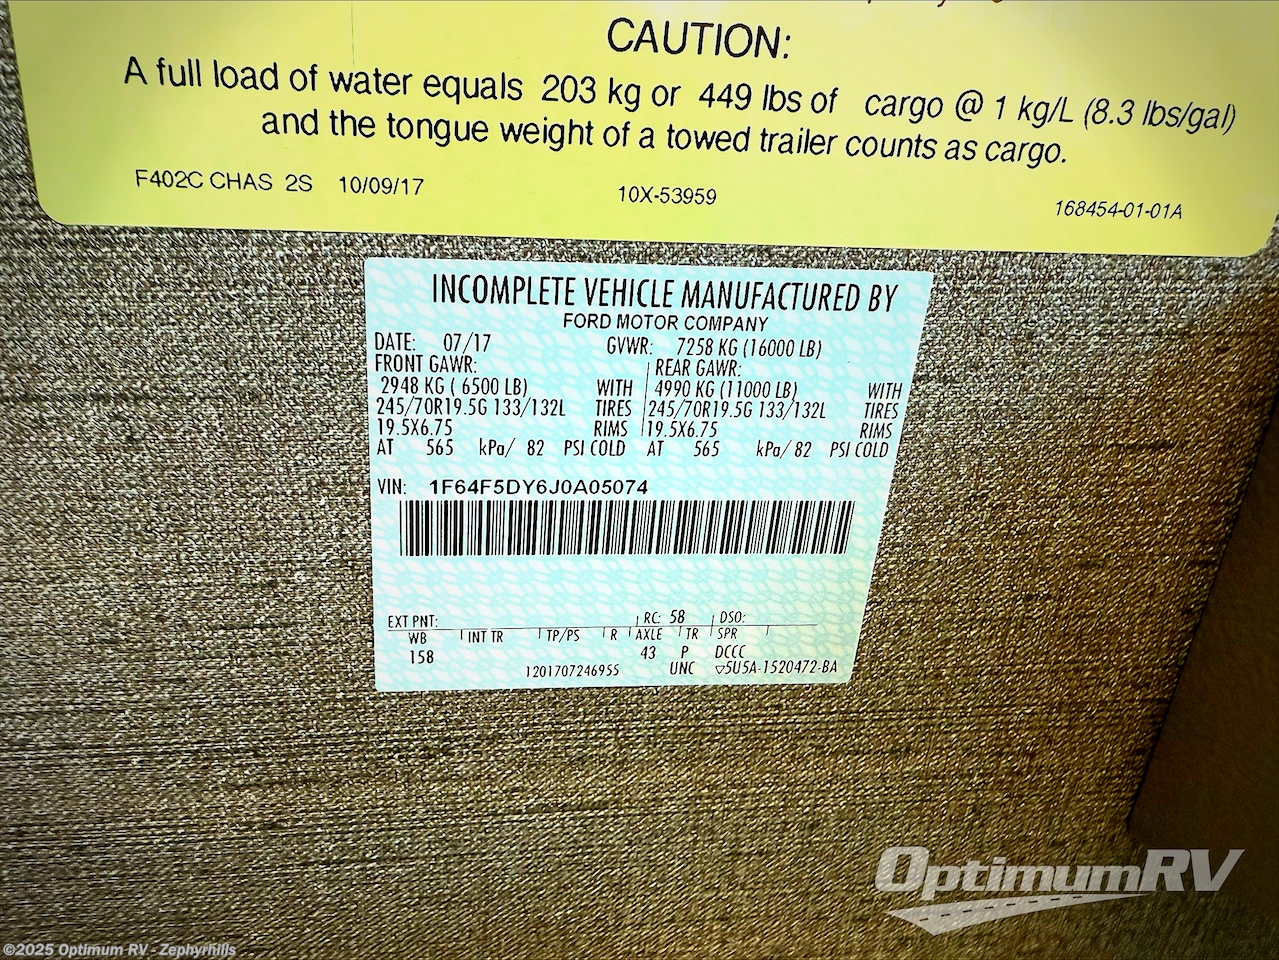 CAUTION:
A full load of water equals 203 kg or 449 lbs of cargo @ 1 kg/L (8.3 lbs/gal)
and the tongue weight of a towed trailer counts as cargo.
F402C CHAS 2S 10/09/17 10X-53959 168454-01-01A
INCOMPLETE VEHICLE MANUFACTURED BY
FORD MOTOR COMPANY
DATE: 07/17 GVWR: 7258 KG (16000 LB)
FRONT GAWR: REAR GAWR:
2948 KG ( 6500 LB) WITH 4990 KG (11000 LB) WITH
245/70R19.5G 133/132L TIRES 245/70R19.5G 133/132L TIRES
19.5X6.75 RIMS 19.5X6.75 RIMS
AT 565 kPa/ 82 PSI COLD AT 565 kPa/ 82 PSI COLD
VIN: 1F64F5DY6J0A05074
EXT PNT: RC: 58 DSO:
WB INT TR TP/PS R AXLE TR SPR
158 43 P DCCC
1201707246955 UNC ▽5U5A-1520472-BA
OptimumRV
©2025 Optimum RV - Zephyrhills